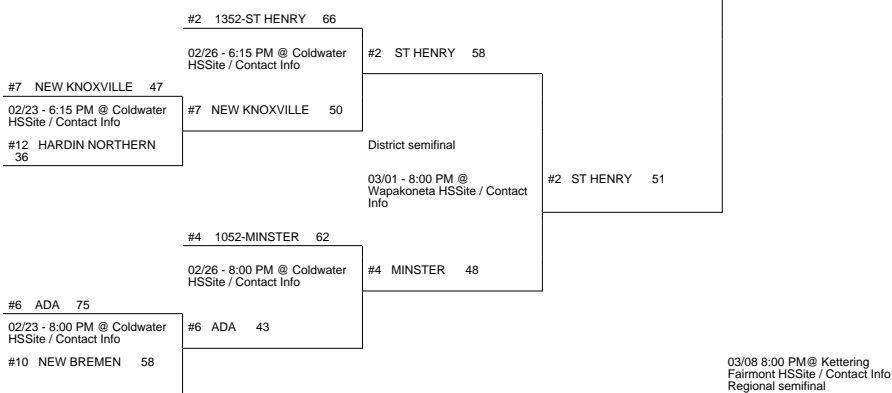 #2 1352-ST HENRY 66
02/26 - 6:15 PM @ Coldwater
HSSite / Contact Info
#2 ST HENRY 58
#7 NEW KNOXVILLE 47
02/23 - 6:15 PM @ Coldwater
HSSite / Contact Info
#7 NEW KNOXVILLE 50
#12 HARDIN NORTHERN
36
District semifinal
03/01 - 8:00 PM @
Wapakoneta HSSite / Contact
Info
#2 ST HENRY 51
#4 1052-MINSTER 62
02/26 - 8:00 PM @ Coldwater
HSSite / Contact Info
#4 MINSTER 48
#6 ADA 75
02/23 - 8:00 PM @ Coldwater
HSSite / Contact Info
#6 ADA 43
#10 NEW BREMEN 58
03/08 8:00 PM@ Kettering
Fairmont HSSite / Contact Info
Regional semifinal